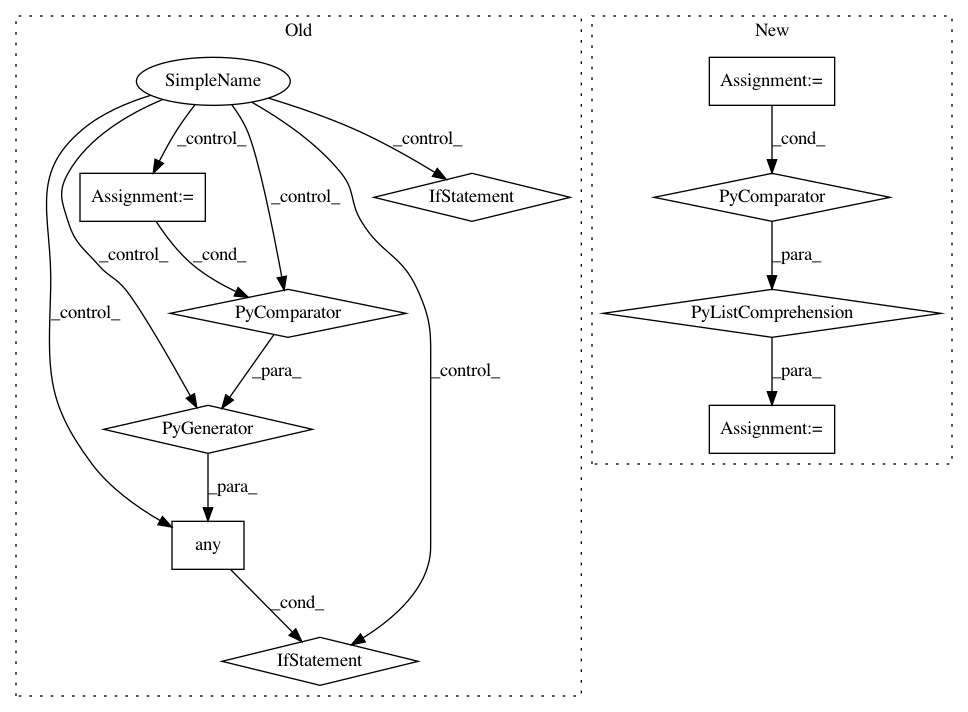 Old
New
SimpleName
Assignment:=
_control_
_control_
_cond_
Assignment:=
IfStatement
PyComparator
_control_
_control_
_cond_
_para_
_control_
PyComparator
PyListComprehension
_para_
_control_
_para_
PyGenerator
Assignment:=
_para_
any
_cond_
IfStatement